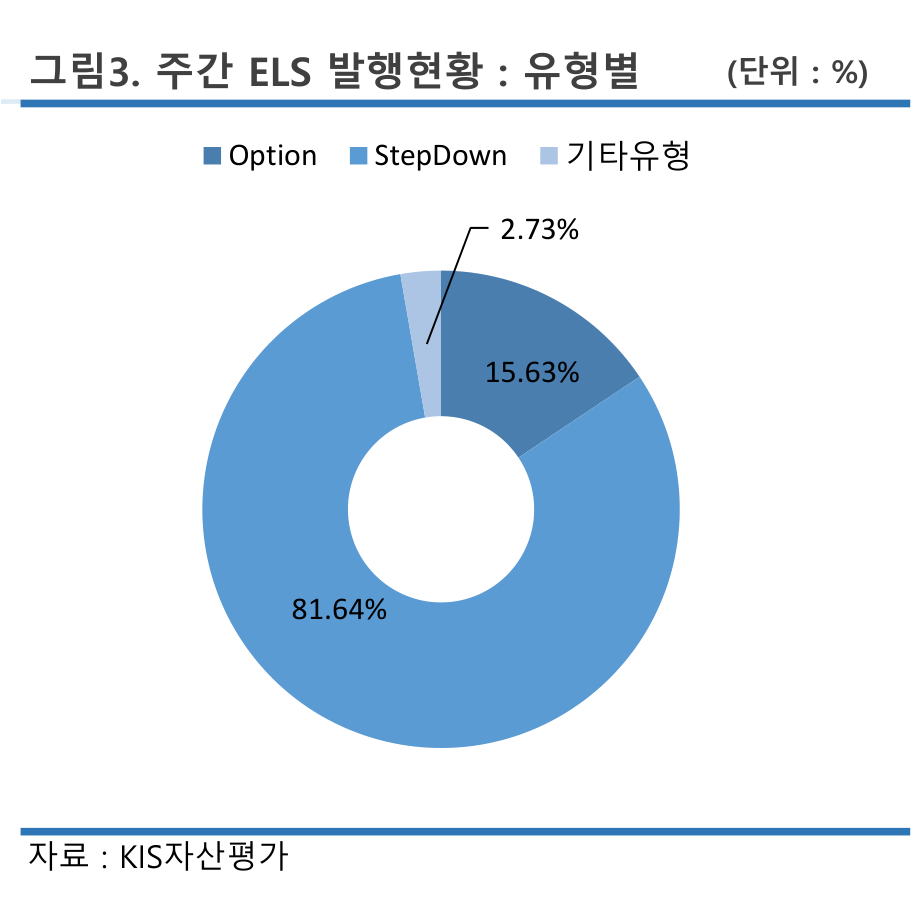 그림3. 주간 ELS 발행현황 : 유형별 (단위 : %)
Option StepDown 기타유형
2.73%
15.63%
81.64%
자료 : KIS자산평가